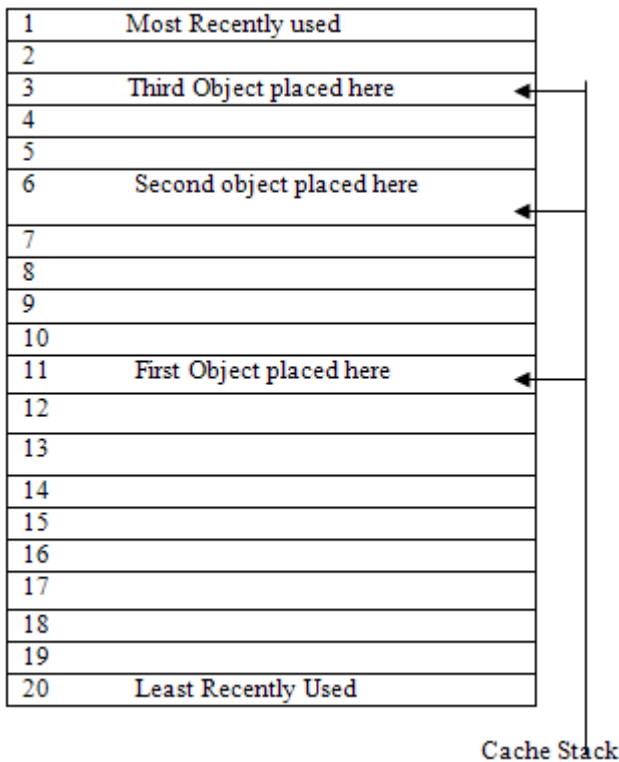 1 Most Recently used
2
3 Third Object placed here
4
5
6 Second object placed here
7
8
9
10
11 First Object placed here
12
13
14
15
16
17
18
19
20 Least Recently Used
Cache Stack